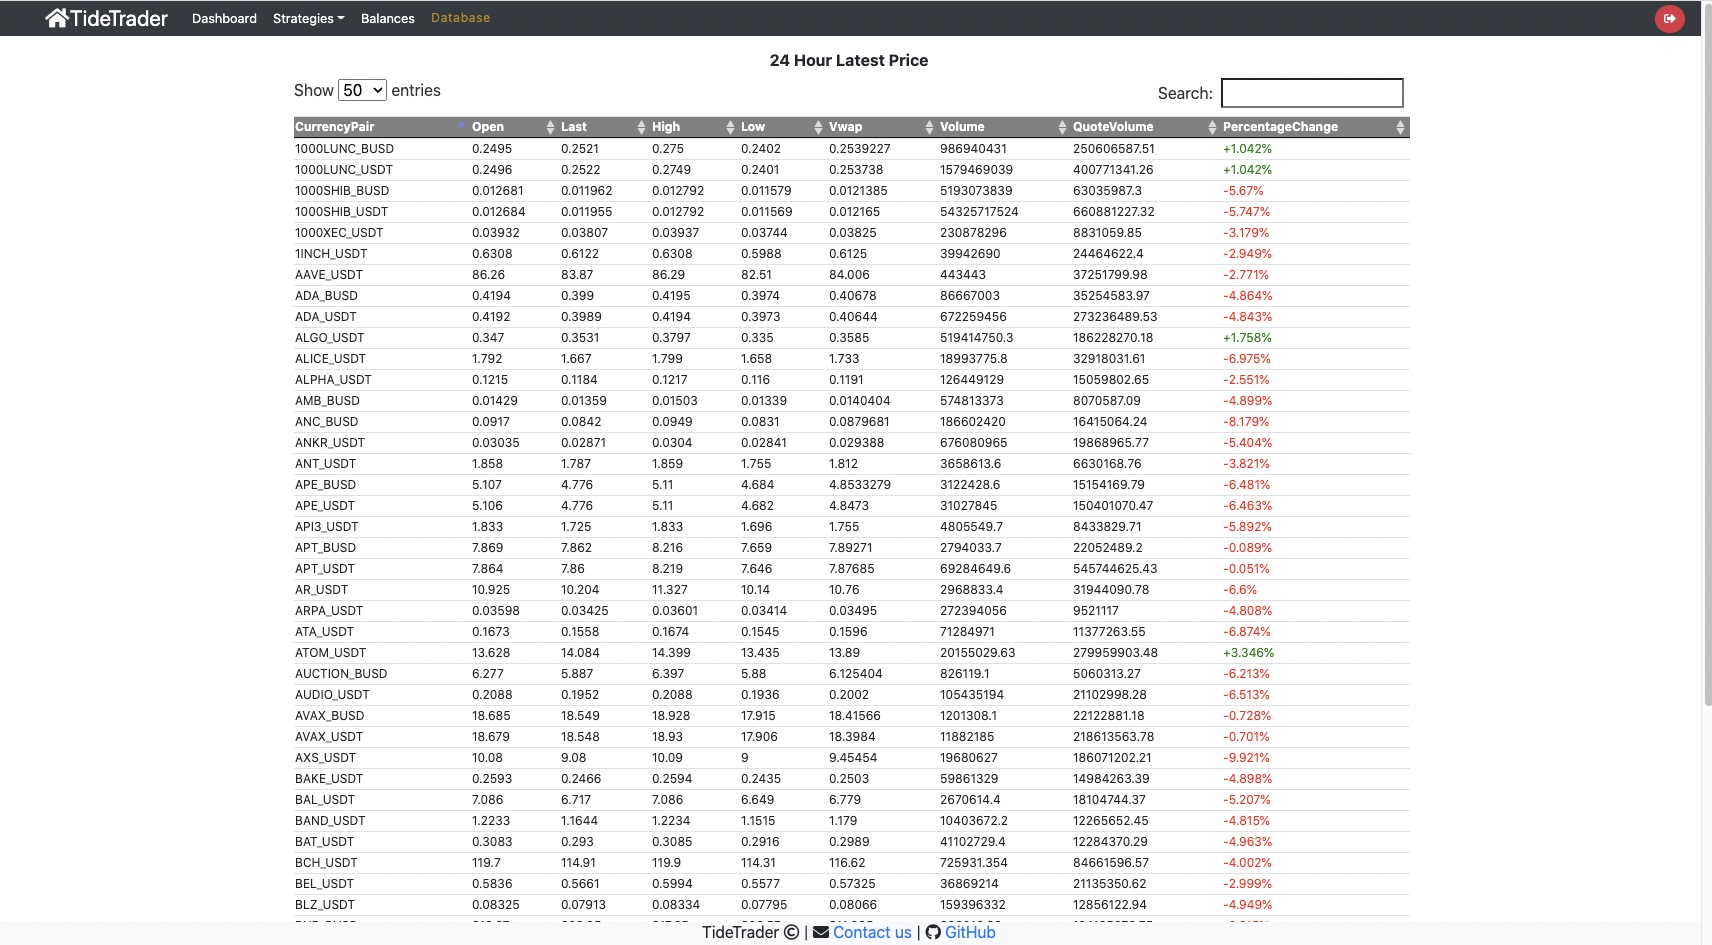 TideTrader Dashboard Strategies Balances Database
24 Hour Latest Price
Show 50 entries Search:
CurrencyPair Open Last High Low Vwap Volume QuoteVolume PercentageChange
1000LUNC_BUSD 0.2495 0.2521 0.275 0.2402 0.2539227 986940431 250606587.51 +1.042%
1000LUNC_USDT 0.2496 0.2522 0.2749 0.2401 0.253738 1579469039 400771341.26 +1.042%
1000SHIB_BUSD 0.012681 0.011962 0.012792 0.011579 0.0121385 5193073839 63035987.3 -5.67%
1000SHIB_USDT 0.012684 0.011955 0.012792 0.011569 0.012165 54325717524 660881227.32 -5.747%
1000XEC_USDT 0.03932 0.03807 0.03937 0.03744 0.03825 230878296 8831059.85 -3.179%
1INCH_USDT 0.6308 0.6122 0.6308 0.5988 0.6125 39942690 24464622.4 -2.949%
AAVE_USDT 86.26 83.87 86.29 82.51 84.006 443443 37251799.98 -2.771%
ADA_BUSD 0.4194 0.399 0.4195 0.3974 0.40678 86667003 35254583.97 -4.864%
ADA_USDT 0.4192 0.3989 0.4194 0.3973 0.40644 672259456 273236489.53 -4.843%
ALGO_USDT 0.347 0.3531 0.3797 0.335 0.3585 519414750.3 186228270.18 +1.758%
ALICE_USDT 1.792 1.667 1.799 1.658 1.733 18993775.8 32918031.61 -6.975%
ALPHA_USDT 0.1215 0.1184 0.1217 0.116 0.1191 126449129 15059802.65 -2.551%
AMB_BUSD 0.01429 0.01359 0.01503 0.01339 0.0140404 574813373 8070587.09 -4.899%
ANC_BUSD 0.0917 0.0842 0.0949 0.0831 0.0879681 186602420 16415064.24 -8.179%
ANKR_USDT 0.03035 0.02871 0.0304 0.02841 0.029388 676080965 19868965.77 -5.404%
ANT_USDT 1.858 1.787 1.859 1.755 1.812 3658613.6 6630168.76 -3.821%
APE_BUSD 5.107 4.776 5.11 4.684 4.8533279 3122428.6 15154169.79 -6.481%
APE_USDT 5.106 4.776 5.11 4.682 4.8473 31027845 150401070.47 -6.463%
API3_USDT 1.833 1.725 1.833 1.696 1.755 4805549.7 8433829.71 -5.892%
APT_BUSD 7.869 7.862 8.216 7.659 7.89271 2794033.7 22052489.2 -0.089%
APT_USDT 7.864 7.86 8.219 7.646 7.87685 69284649.6 545744625.43 -0.051%
AR_USDT 10.925 10.204 11.327 10.14 10.76 2968833.4 31944090.78 -6.6%
ARPA_USDT 0.03598 0.03425 0.03601 0.03414 0.03495 272394056 9521117 -4.808%
ATA_USDT 0.1673 0.1558 0.1674 0.1545 0.1596 71284971 11377263.55 -6.874%
ATOM_USDT 13.628 14.084 14.399 13.435 13.89 20155029.63 279959903.48 +3.346%
AUCTION_BUSD 6.277 5.887 6.397 5.88 6.125404 826119.1 5060313.27 -6.213%
AUDIO_USDT 0.2088 0.1952 0.2088 0.1936 0.2002 105435194 21102998.28 -6.513%
AVAX_BUSD 18.685 18.549 18.928 17.915 18.41566 1201308.1 22122881.18 -0.728%
AVAX_USDT 18.679 18.548 18.93 17.906 18.3984 11882185 218613563.78 -0.701%
AXS_USDT 10.08 9.08 10.09 9 9.45454 19680627 186071202.21 -9.921%
BAKE_USDT 0.2593 0.2466 0.2594 0.2435 0.2503 59861329 14984263.39 -4.898%
BAL_USDT 7.086 6.717 7.086 6.649 6.779 2670614.4 18104744.37 -5.207%
BAND_USDT 1.2233 1.1644 1.2234 1.1515 1.179 10403672.2 12265652.45 -4.815%
BAT_USDT 0.3083 0.293 0.3085 0.2916 0.2989 41102729.4 12284370.29 -4.963%
BCH_USDT 119.7 114.91 119.9 114.31 116.62 725931.354 84661596.57 -4.002%
BEL_USDT 0.5836 0.5661 0.5994 0.5577 0.57325 36869214 21135350.62 -2.999%
BLZ_USDT 0.08325 0.07913 0.08334 0.07795 0.08066 159396332 12856122.94 -4.949%
TideTrader © | Contact us | GitHub